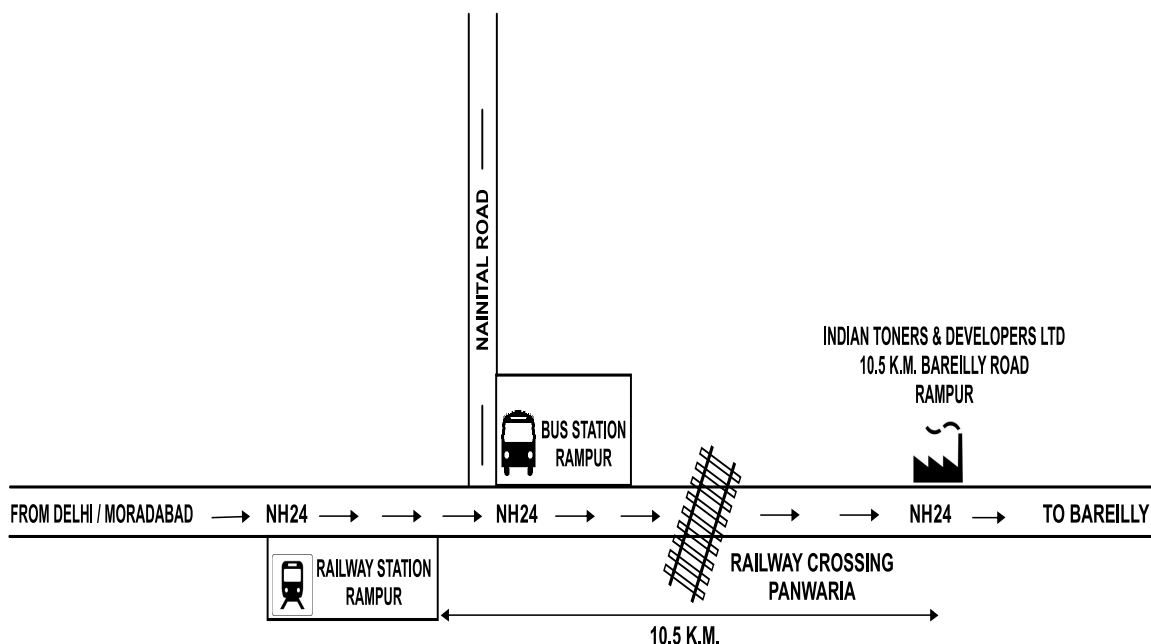 NAINITAL ROAD
INDIAN TONERS & DEVELOPERS LTD
10.5 K.M. BAREILLY ROAD
RAMPUR
BUS STATION
RAMPUR
FROM DELHI / MORADABAD
NH24
NH24
NH24
TO BAREILLY
RAILWAY STATION
RAMPUR
RAILWAY CROSSING
PANWARIA
10.5 K.M.